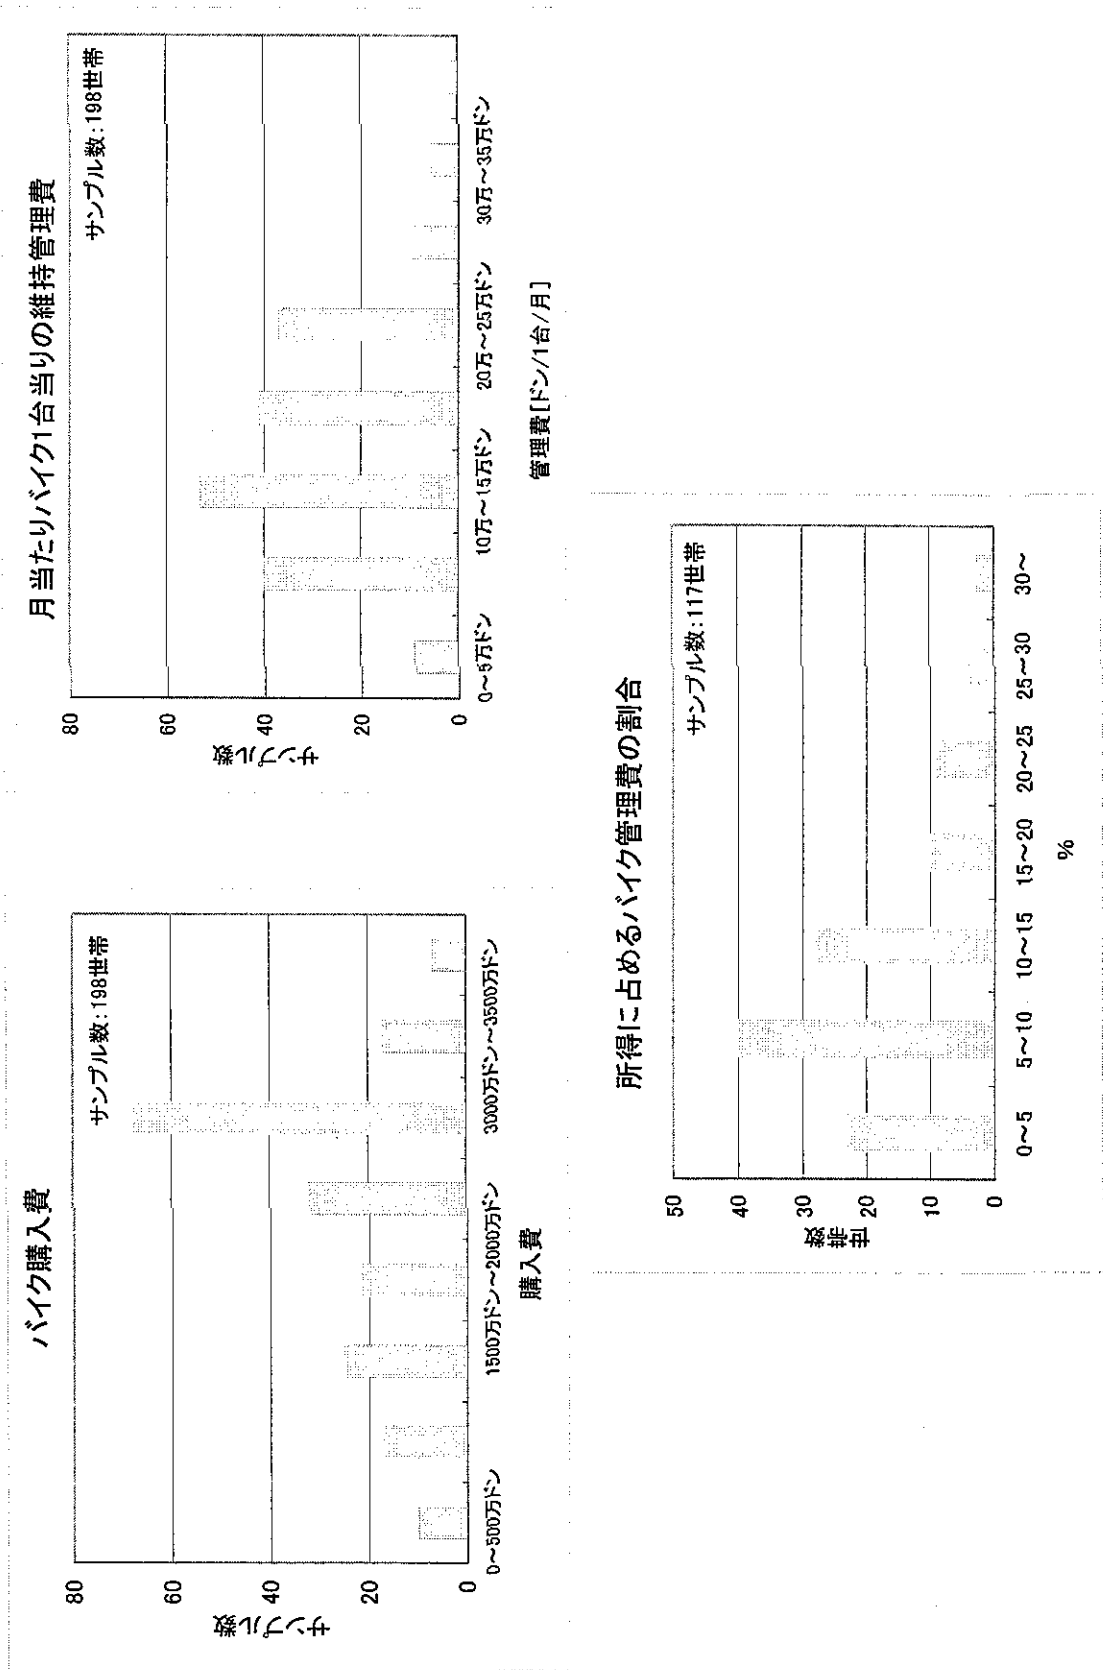 バイク購入費
サンプル数:198世帯
サンプル数
80
60
40
20
0
0～500万ドン
1500万ドン～2000万ドン
3000万ドン～3500万ドン
購入費
月当たりバイク1台当りの維持管理費
サンプル数:198世帯
サンプル数
80
60
40
20
0
0～5万ドン
10万～15万ドン
20万～25万ドン
30万～35万ドン
管理費[ドン/1台/月]
所得に占めるバイク管理費の割合
サンプル数:117世帯
世帯数
50
40
30
20
10
0
0～5
5～10
10～15
15～20
20～25
25～30
30～
%